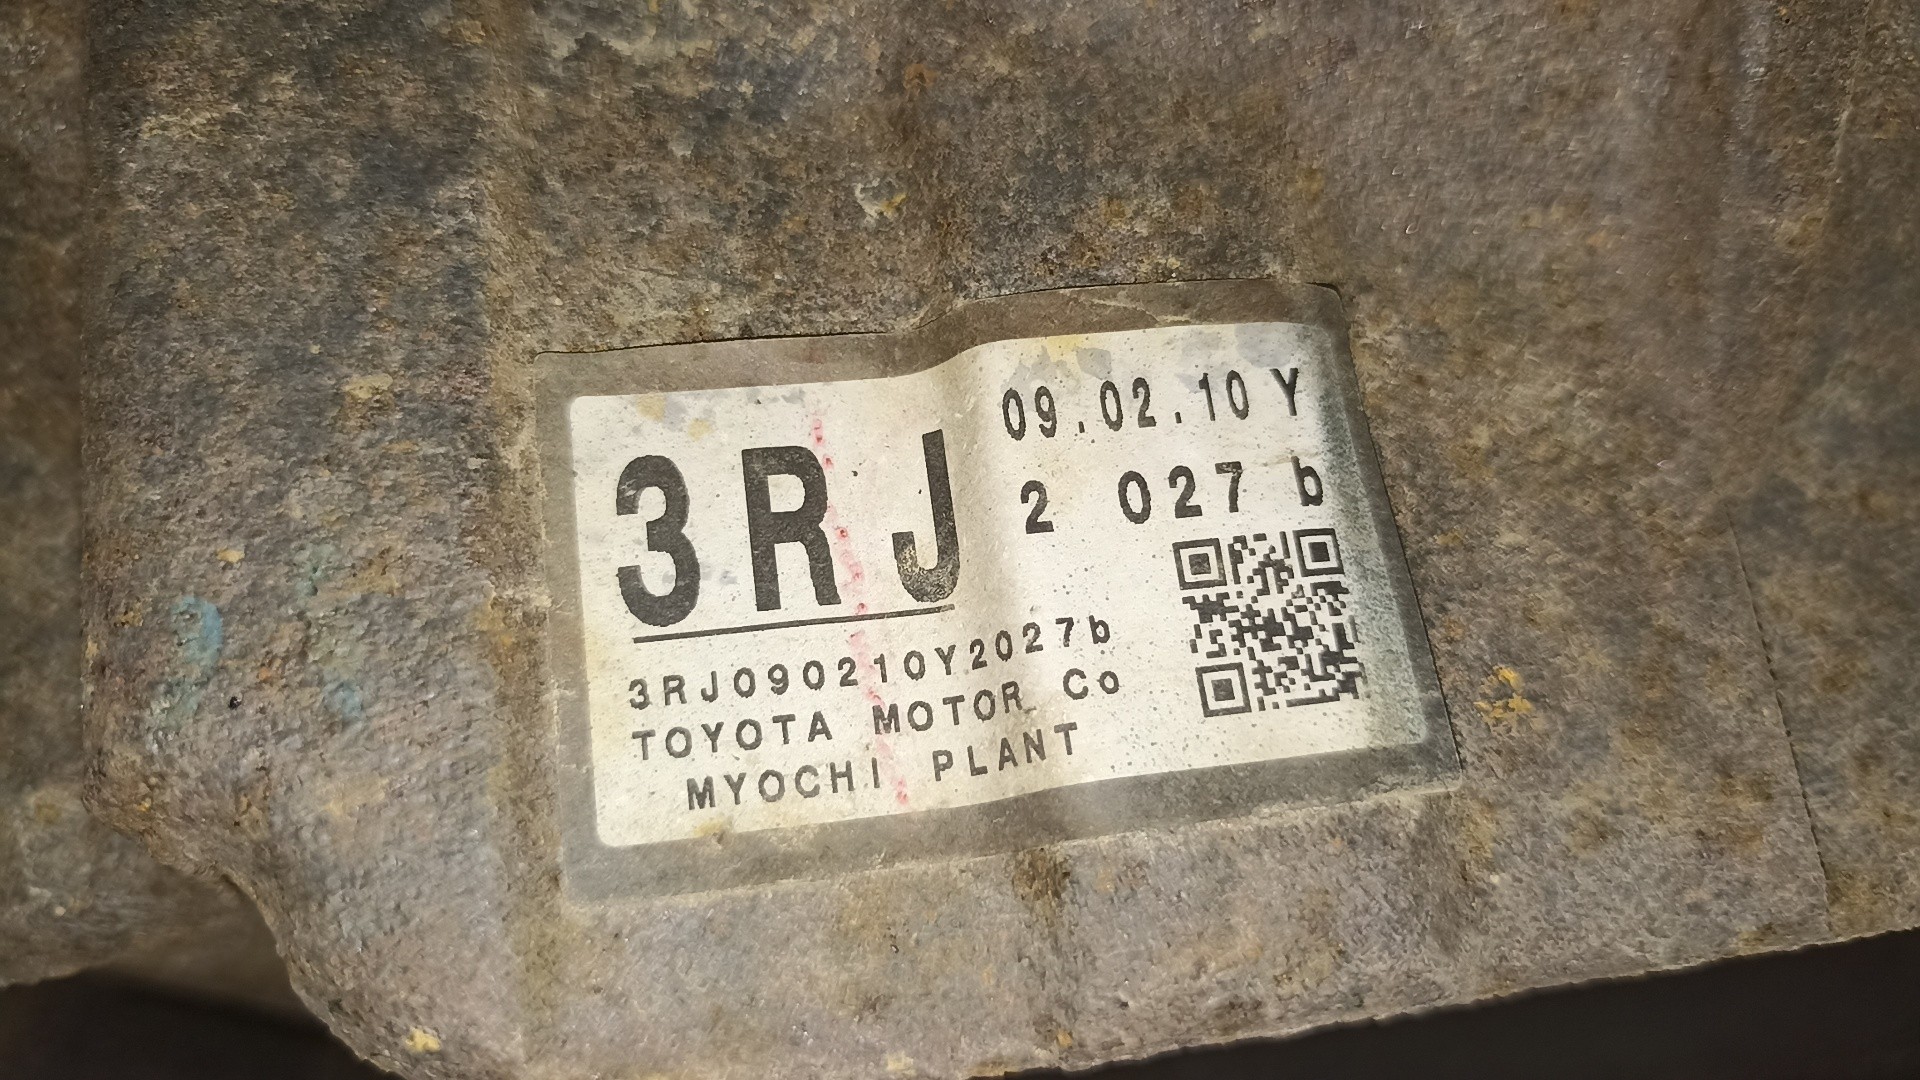 3RJ
09.02.10 Y
2 027 b
3RJ090210Y2027b
TOYOTA MOTOR Co
MYOCHI PLANT